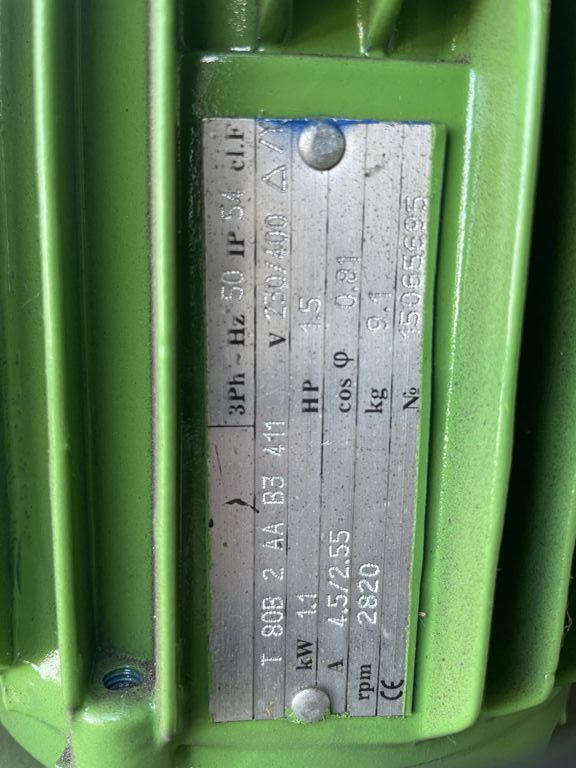 3Ph ~ Hz 50 IP 54 cl.F
T 80B 2 AA B3 411 V 230/400 △/Y
kW 1.1 HP 1.5
A 4.5/2.55 cos φ 0.81
rpm 2820 kg 9.1
CE № 15065695